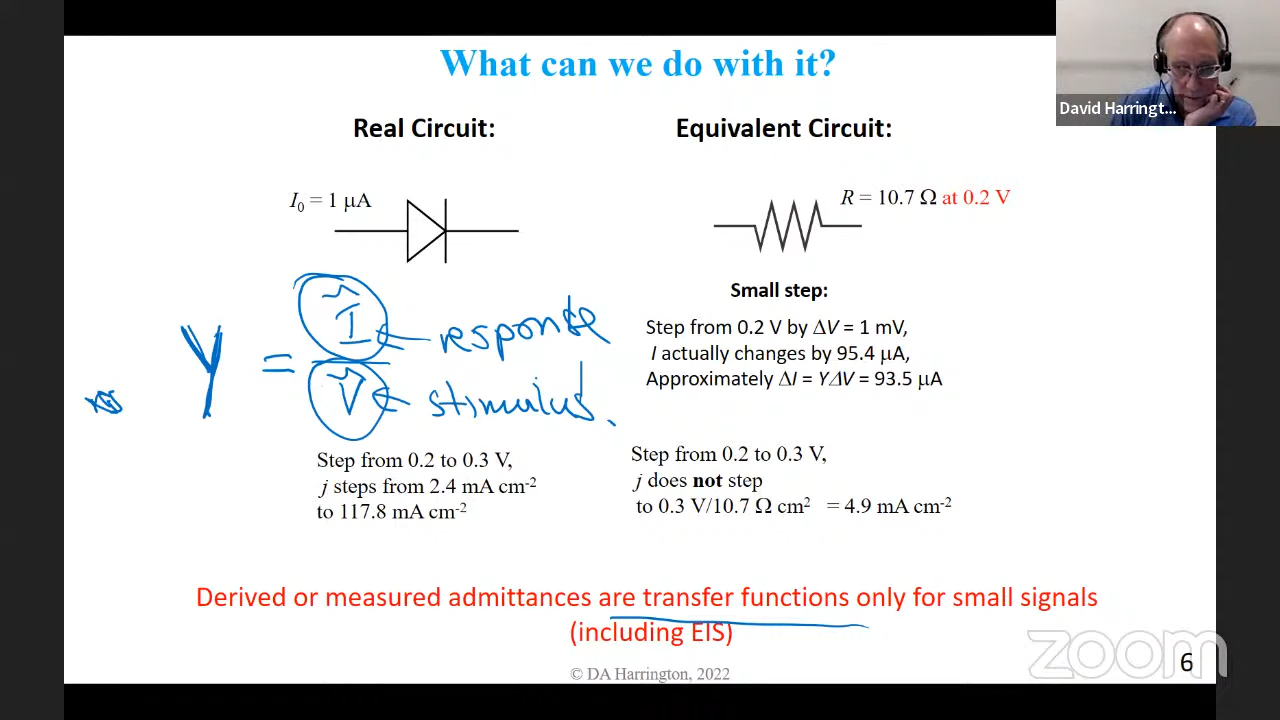 What can we do with it?
David Harringt...
Real Circuit:
Equivalent Circuit:
I₀ = 1 μA
R = 10.7 Ω at 0.2 V
Y = Ĩ / Ṽ
response
stimulus.
Small step:
Step from 0.2 V by ΔV = 1 mV,
I actually changes by 95.4 μA,
Approximately ΔI = YΔV = 93.5 μA
Step from 0.2 to 0.3 V,
j steps from 2.4 mA cm⁻²
to 117.8 mA cm⁻²
Step from 0.2 to 0.3 V,
j does not step
to 0.3 V/10.7 Ω cm² = 4.9 mA cm⁻²
Derived or measured admittances are transfer functions only for small signals
(including EIS)
zoom
© DA Harrington, 2022
6